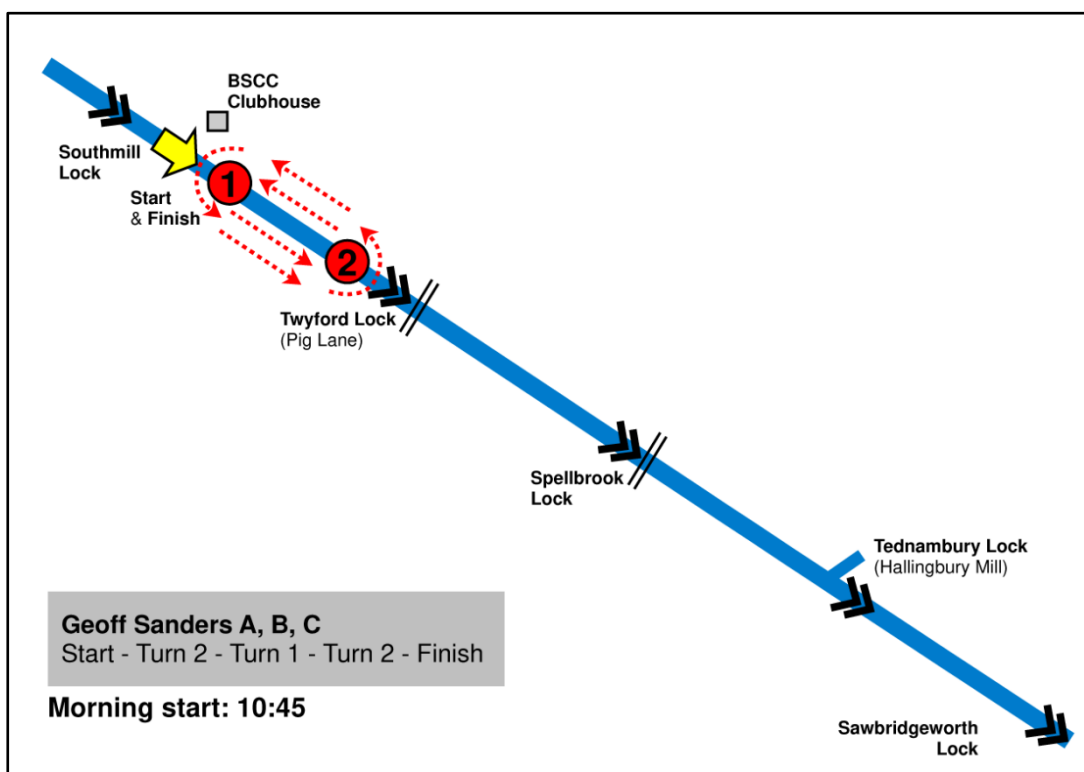 BSCC
Clubhouse
Southmill
Lock
Start
& Finish
1
2
Twyford Lock
(Pig Lane)
Spellbrook
Lock
Tednambury Lock
(Hallingbury Mill)
Geoff Sanders A, B, C
Start - Turn 2 - Turn 1 - Turn 2 - Finish
Morning start: 10:45
Sawbridgeworth
Lock